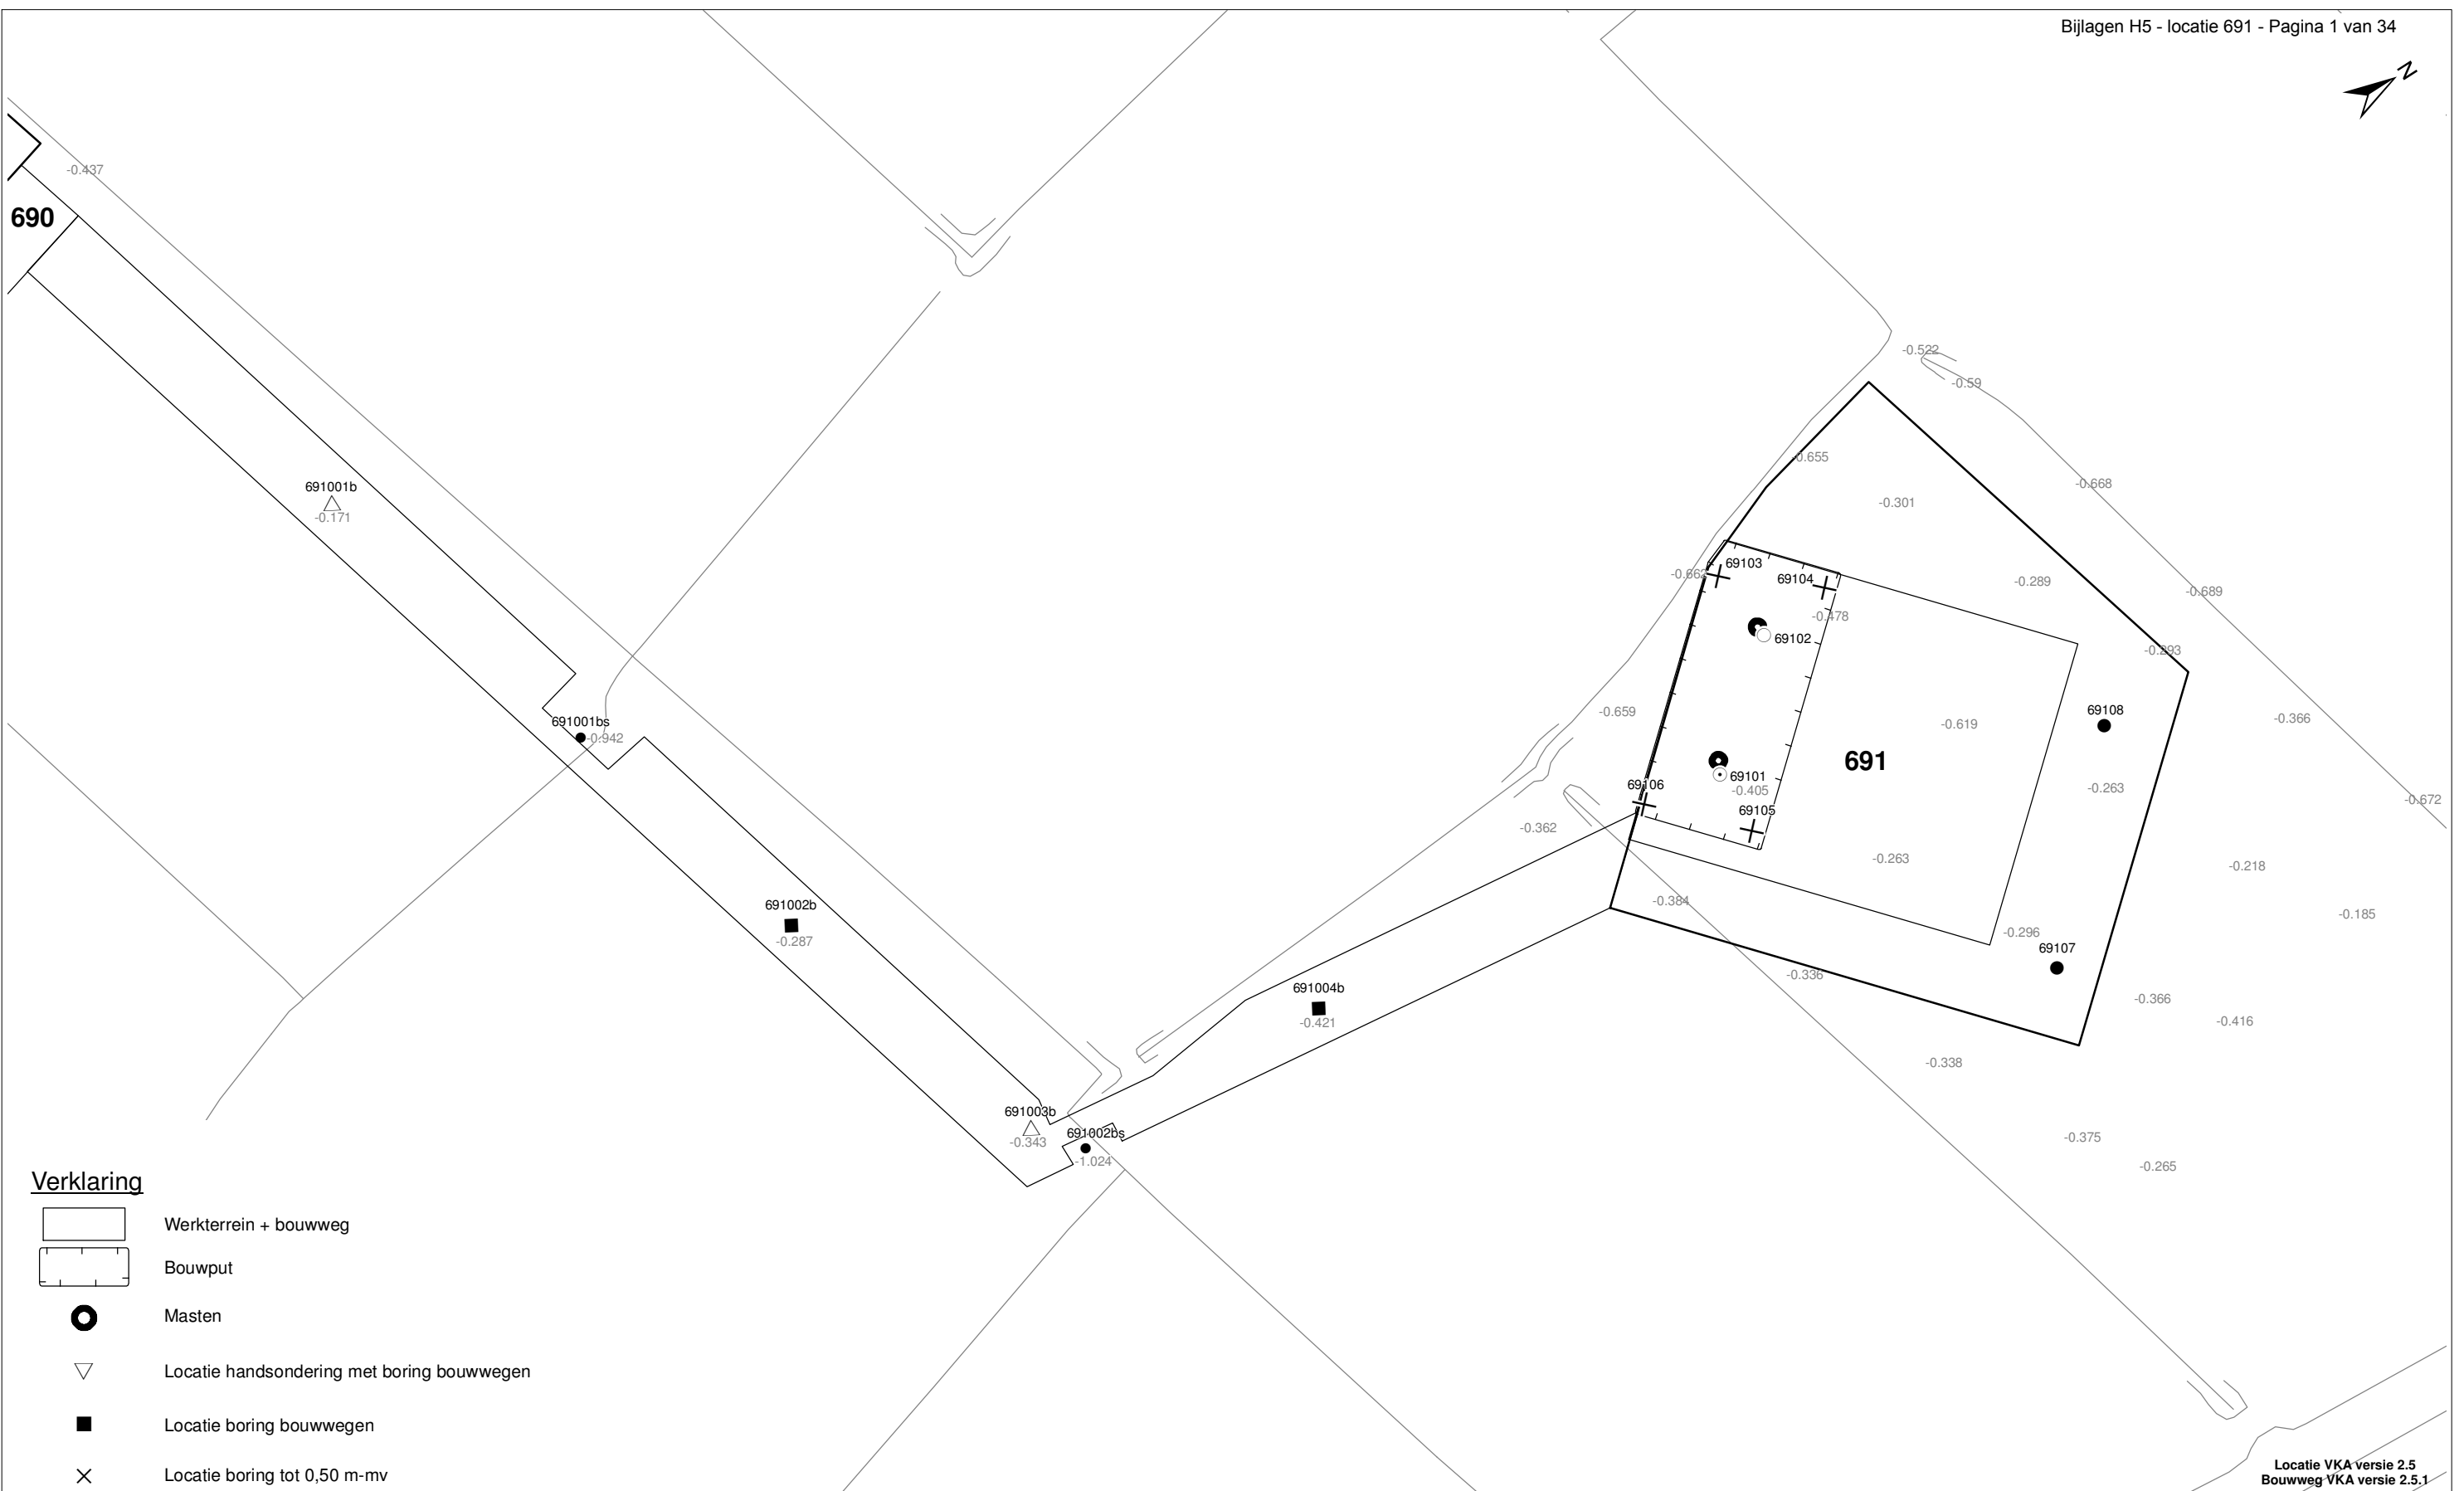 Bijlagen H5 - locatie 691 - Pagina 1 van 34
N
-0.437
690
-0.522
-0.59
-0.655
-0.668
691001b
-0.171
-0.301
69103
-0.662
69104
-0.289
-0.689
-0.478
69102
-0.293
-0.659
69108
-0.366
691001bs
-0.942
-0.619
691
69101
-0.405
69106
-0.263
-0.672
69105
-0.362
-0.263
-0.218
691002b
-0.287
-0.384
-0.185
-0.296
69107
-0.336
691004b
-0.421
-0.366
-0.416
-0.338
691003b
-0.343
691002bs
-1.024
-0.375
-0.265
Verklaring
Werkterrein + bouwweg
Bouwput
Masten
Locatie handsondering met boring bouwwegen
Locatie boring bouwwegen
Locatie boring tot 0,50 m-mv
Locatie VKA versie 2.5
Bouwweg VKA versie 2.5.1